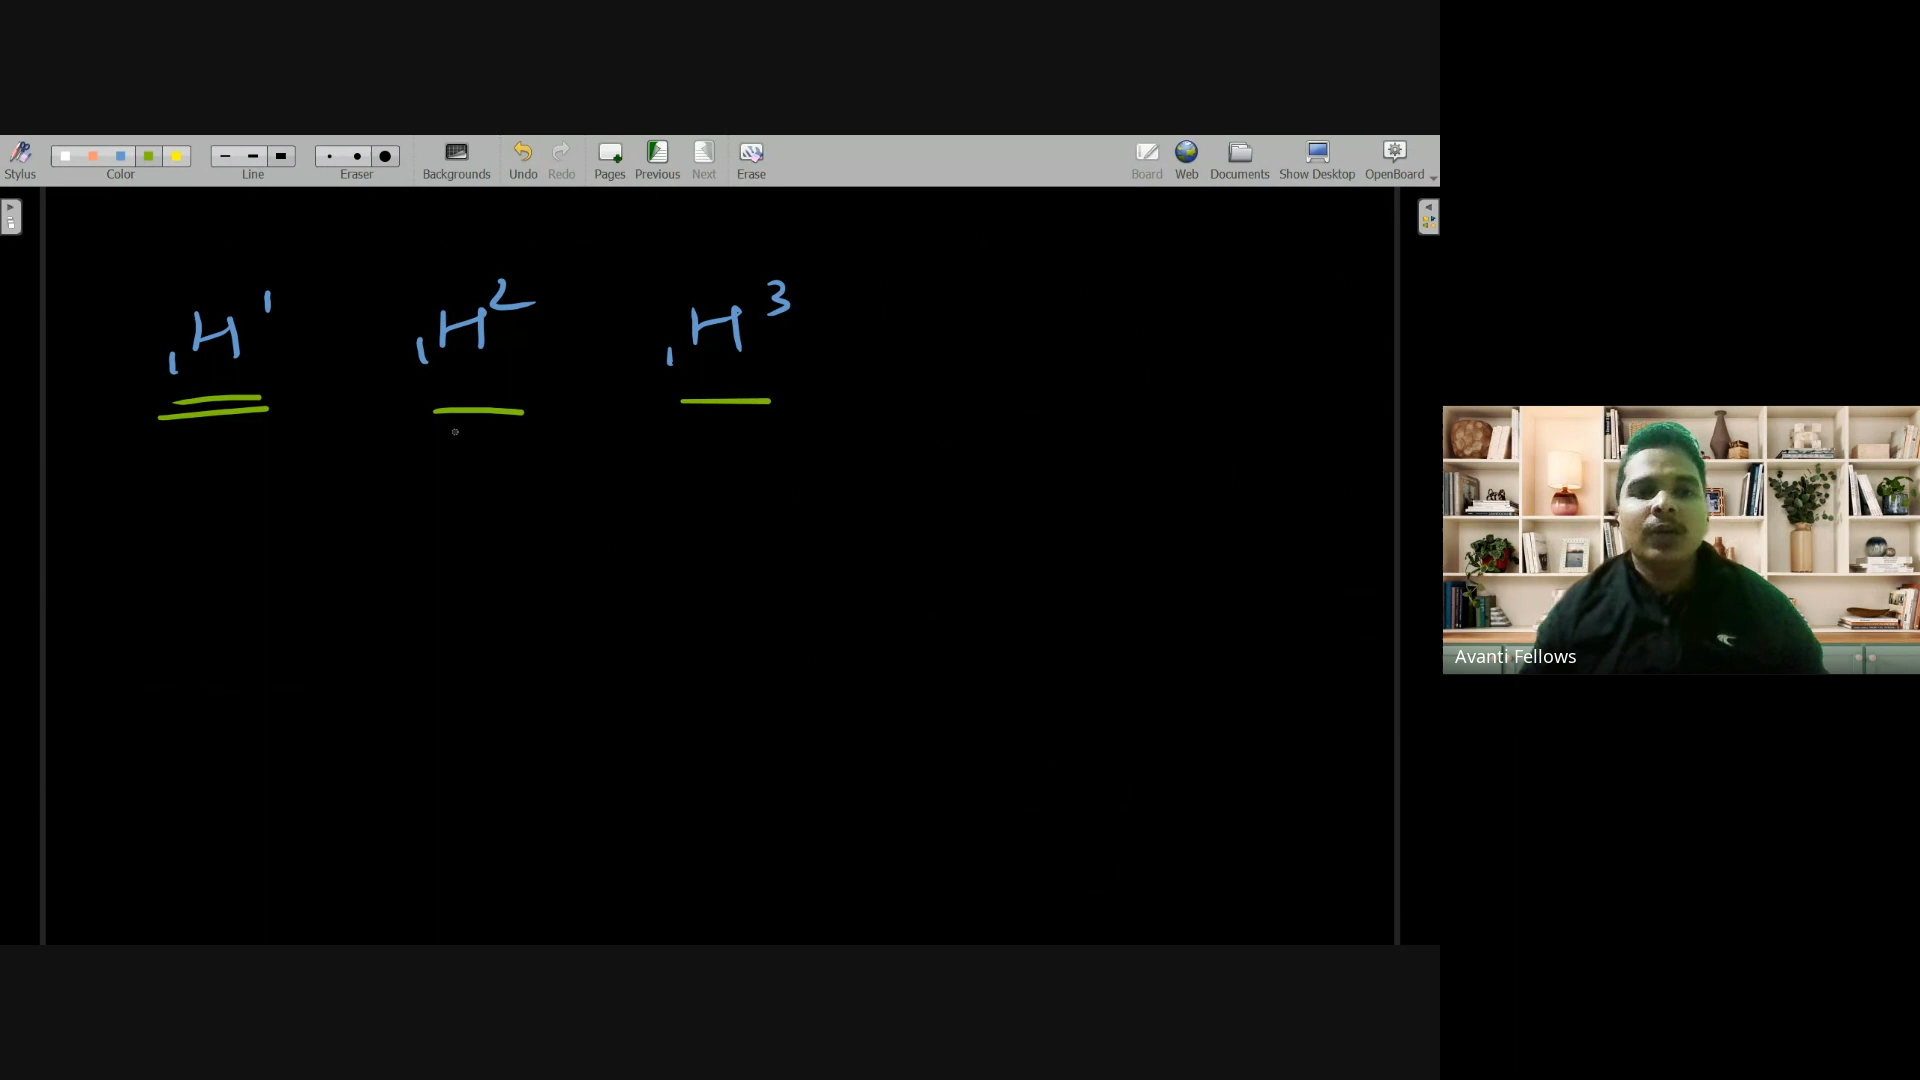 Stylus Color Line Eraser Backgrounds Undo Redo Pages Previous Next Erase Board Web Documents Show Desktop OpenBoard
₁H¹ ₁H² ₁H³
Avanti Fellows